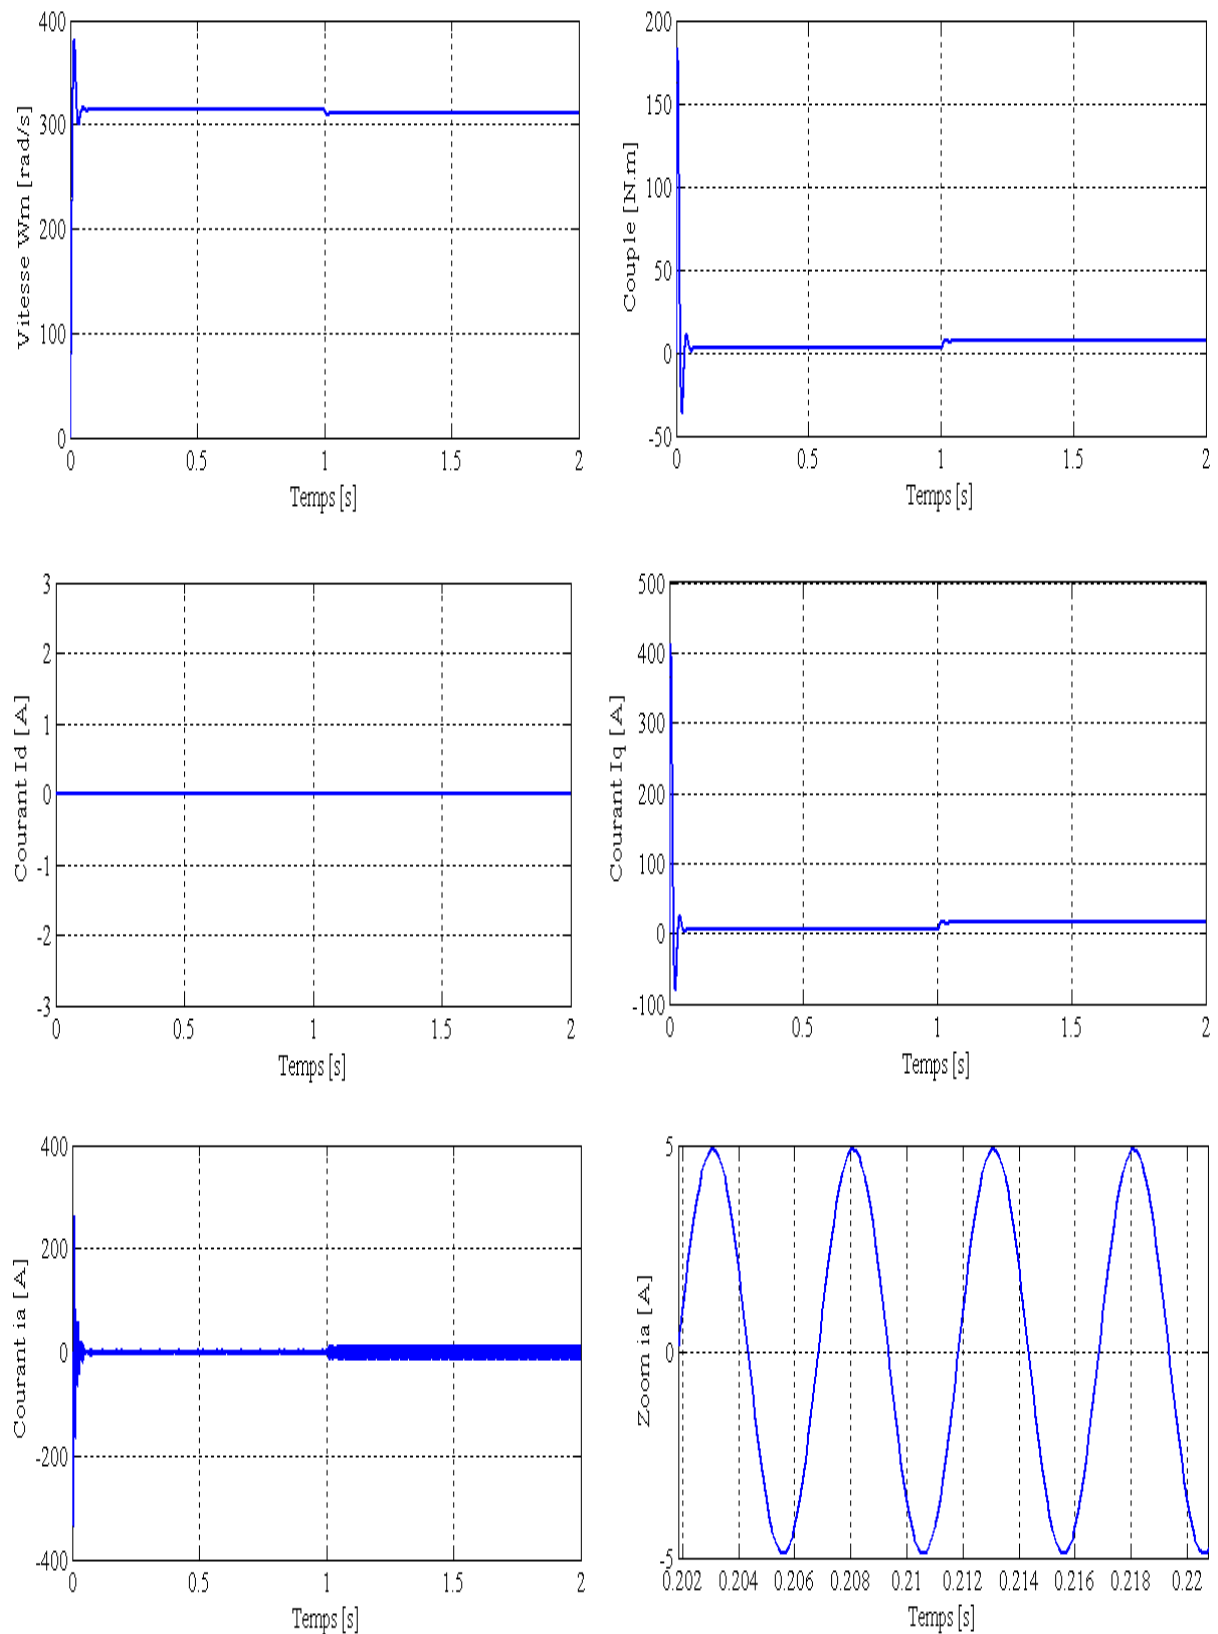 Vitesse Wm [rad/s]
400
300
200
100
0
0 0.5 1 1.5 2
Temps [s]
Couple [N.m]
200
150
100
50
0
-50
0 0.5 1 1.5 2
Temps [s]
Courant Id [A]
3
2
1
0
-1
-2
-3
0 0.5 1 1.5 2
Temps [s]
Courant Iq [A]
500
400
300
200
100
0
-100
0 0.5 1 1.5 2
Temps [s]
Courant ia [A]
400
200
0
-200
-400
0 0.5 1 1.5 2
Temps [s]
Zoom ia [A]
5
0
-5
0.202 0.204 0.206 0.208 0.21 0.212 0.214 0.216 0.218 0.22
Temps [s]